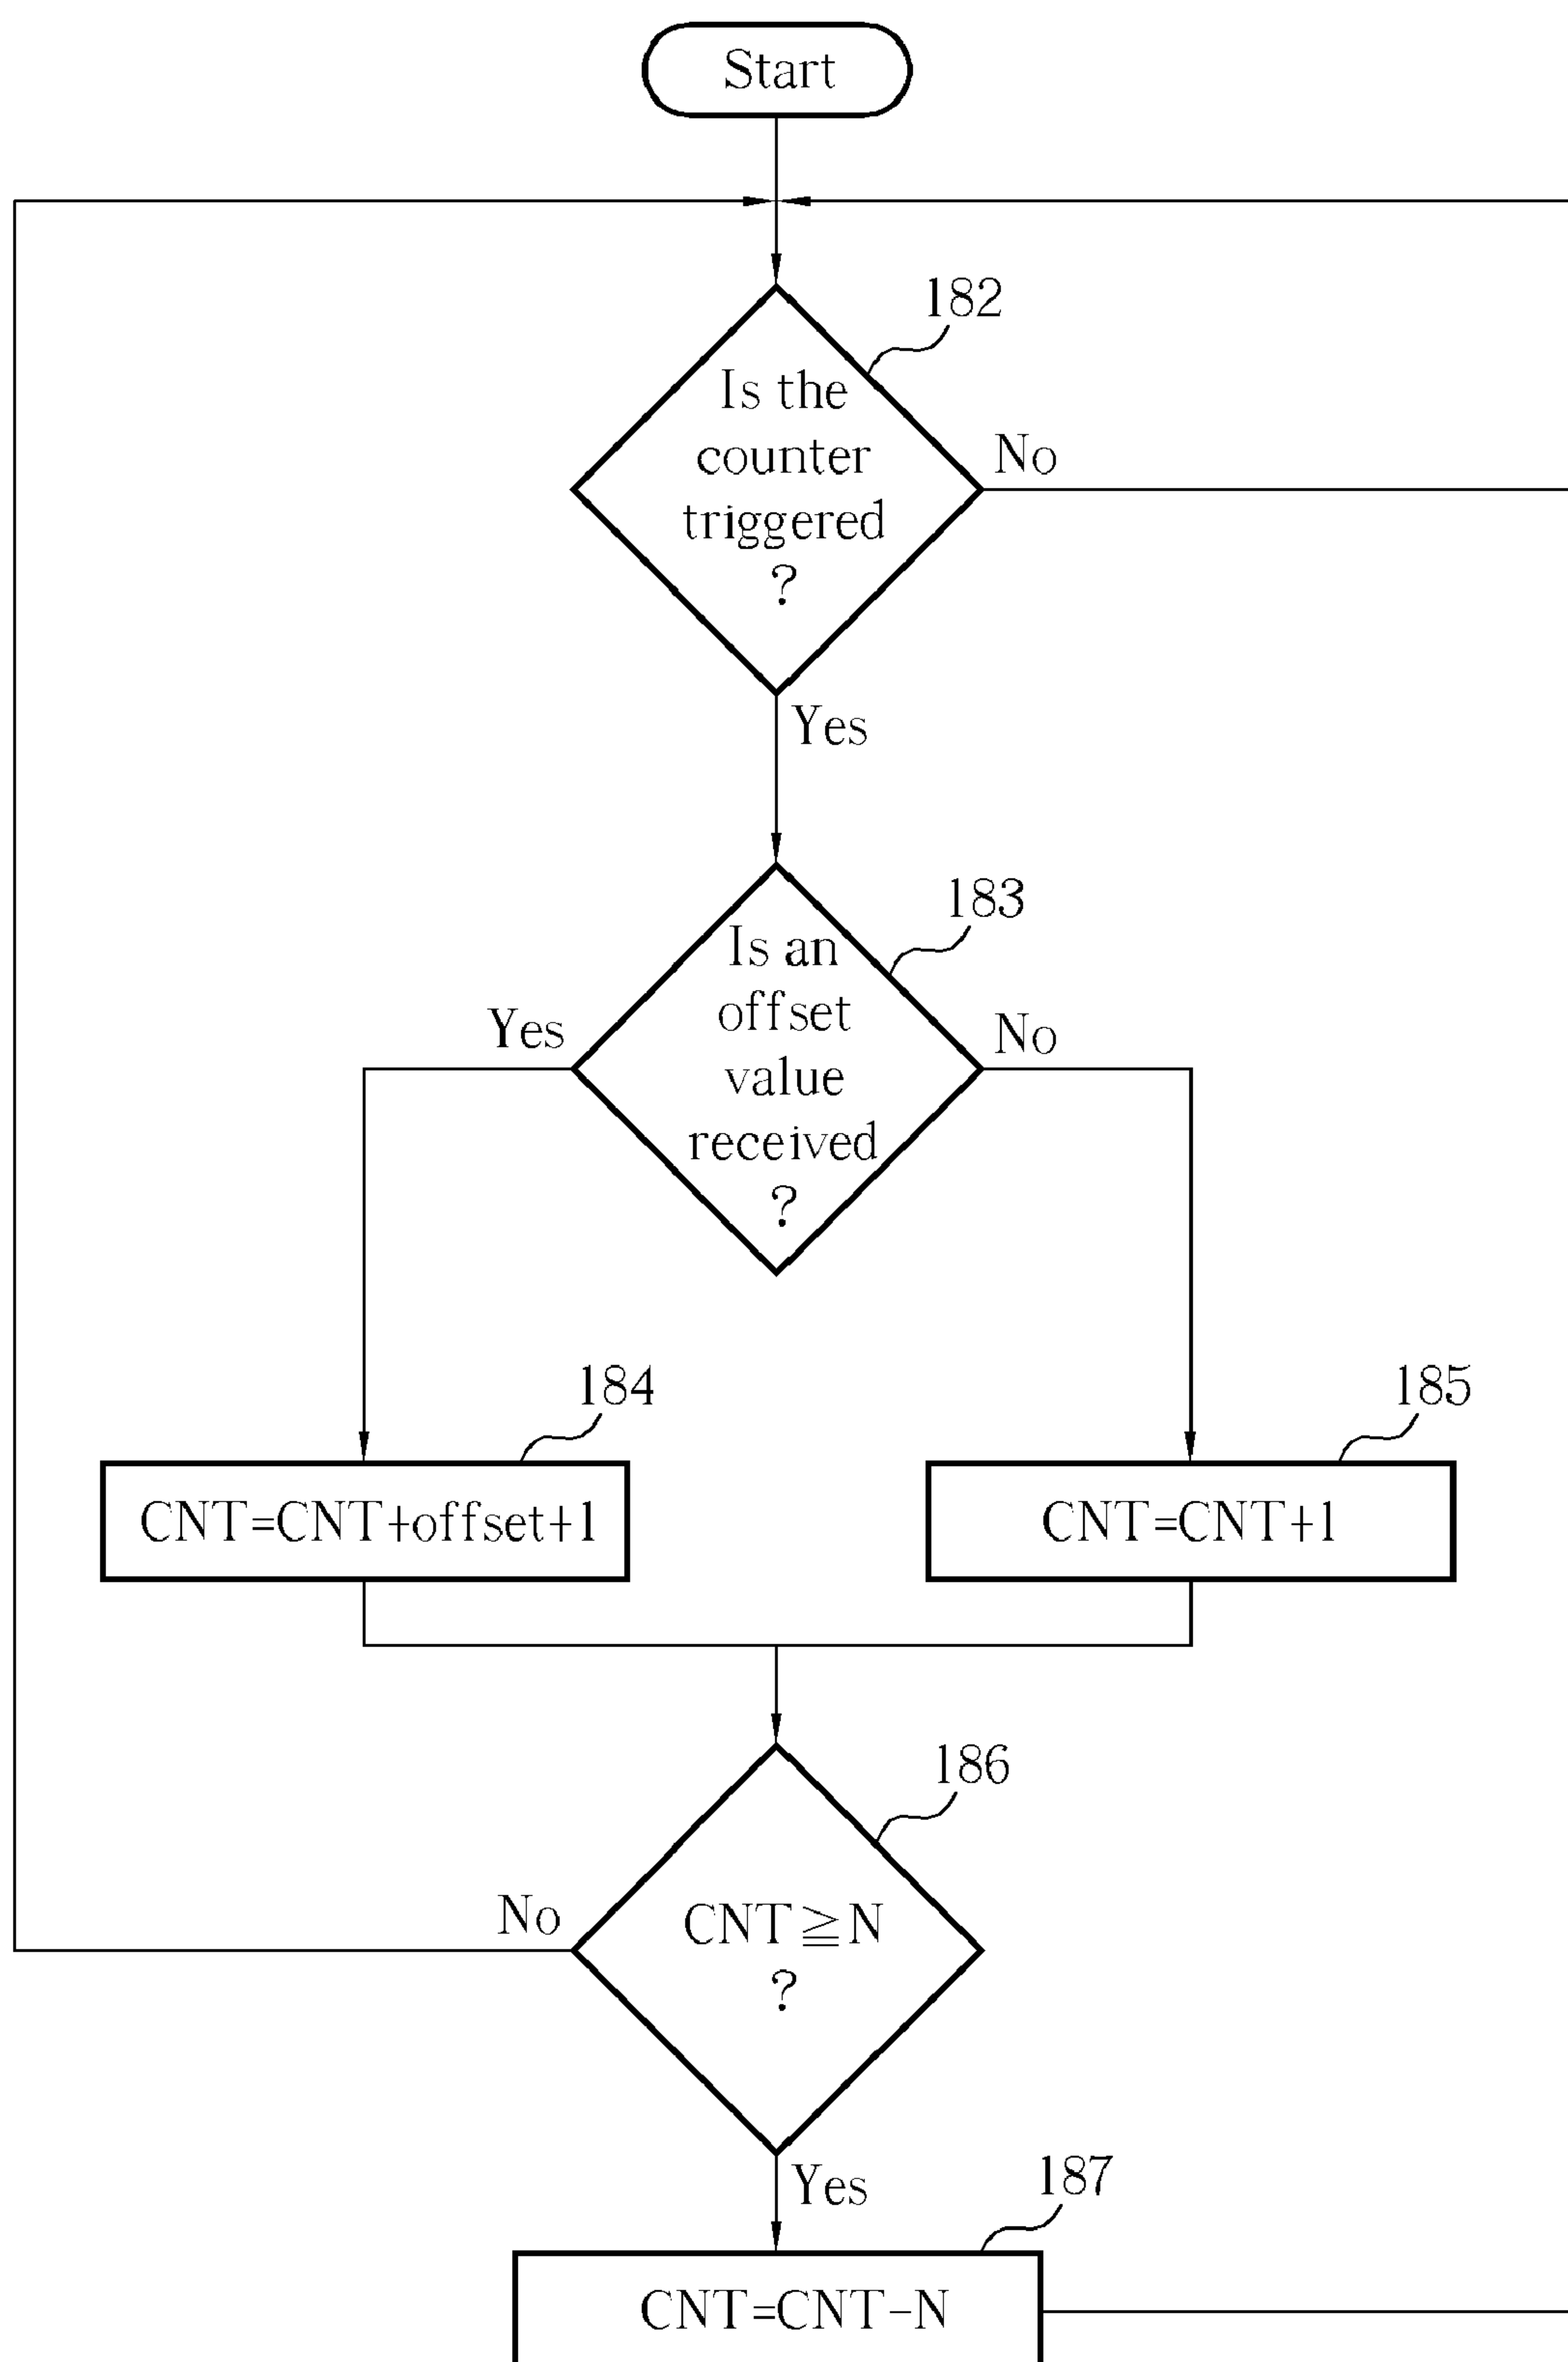 Start
182
Is the
counter
triggered
?
No
Yes
183
Is an
offset
value
received
?
Yes
No
184
CNT=CNT+offset+1
185
CNT=CNT+1
186
CNT≧N
?
No
Yes
187
CNT=CNT-N